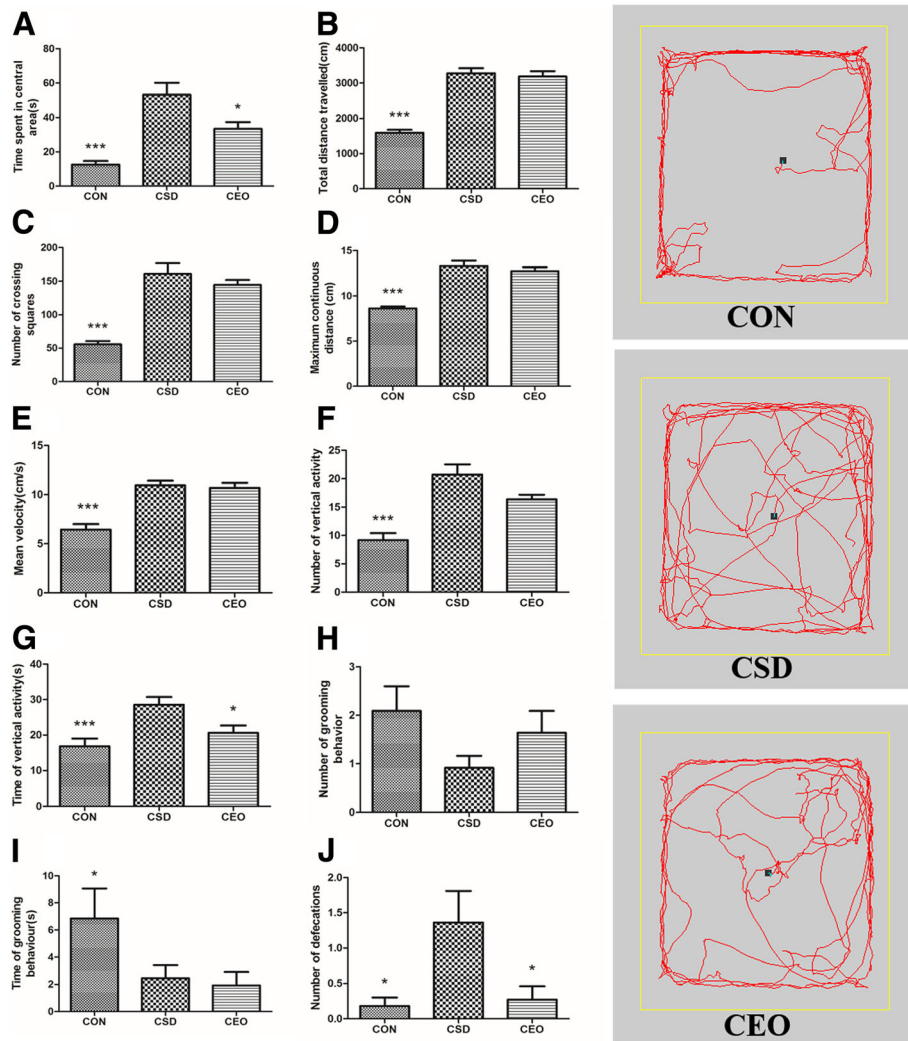 A
Time spent in central
area(s)
80
60
40
20
0
***
*
CON CSD CEO
B
Total distance travelled(cm)
4000
3000
2000
1000
0
***
CON CSD CEO
C
Number of crossing
squares
200
150
100
50
0
***
CON CSD CEO
D
Maximum continuous
distance (cm)
15
10
5
0
***
CON CSD CEO
E
Mean velocity(cm/s)
15
10
5
0
***
CON CSD CEO
F
Number of vertical activity
25
20
15
10
5
0
***
CON CSD CEO
G
Time of vertical activity(s)
40
30
20
10
0
***
*
CON CSD CEO
H
Number of grooming
behavior
3
2
1
0
CON CSD CEO
I
Time of grooming
behaviour(s)
10
8
6
4
2
0
*
CON CSD CEO
J
Number of defecations
2.0
1.5
1.0
0.5
0.0
*
*
CON CSD CEO
CON
CSD
CEO